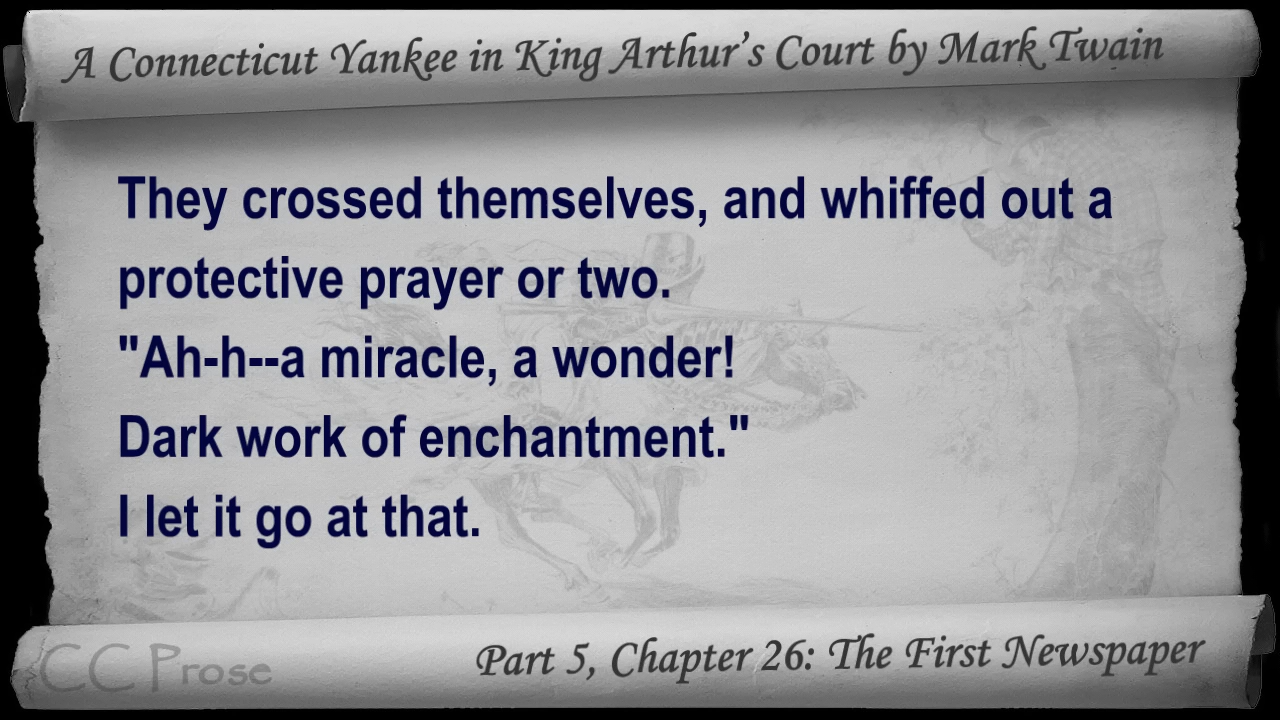 A Connecticut Yankee in King Arthur's Court by Mark Twain
They crossed themselves, and whiffed out a
protective prayer or two.
"Ah-h--a miracle, a wonder!
Dark work of enchantment."
I let it go at that.
CC Prose
Part 5, Chapter 26: The First Newspaper